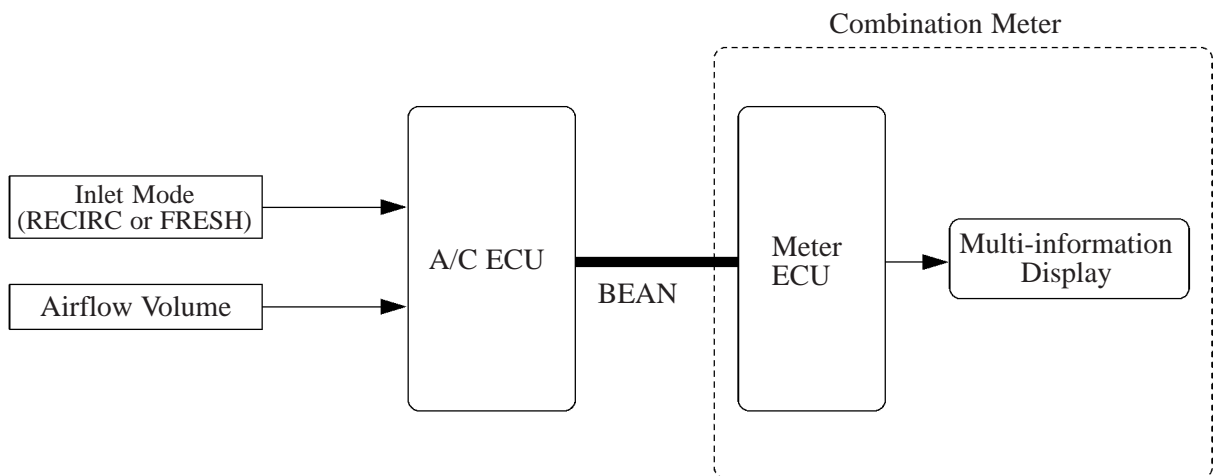 Combination Meter
Inlet Mode
(RECIRC or FRESH)
Airflow Volume
A/C ECU
BEAN
Meter
ECU
Multi-information
Display